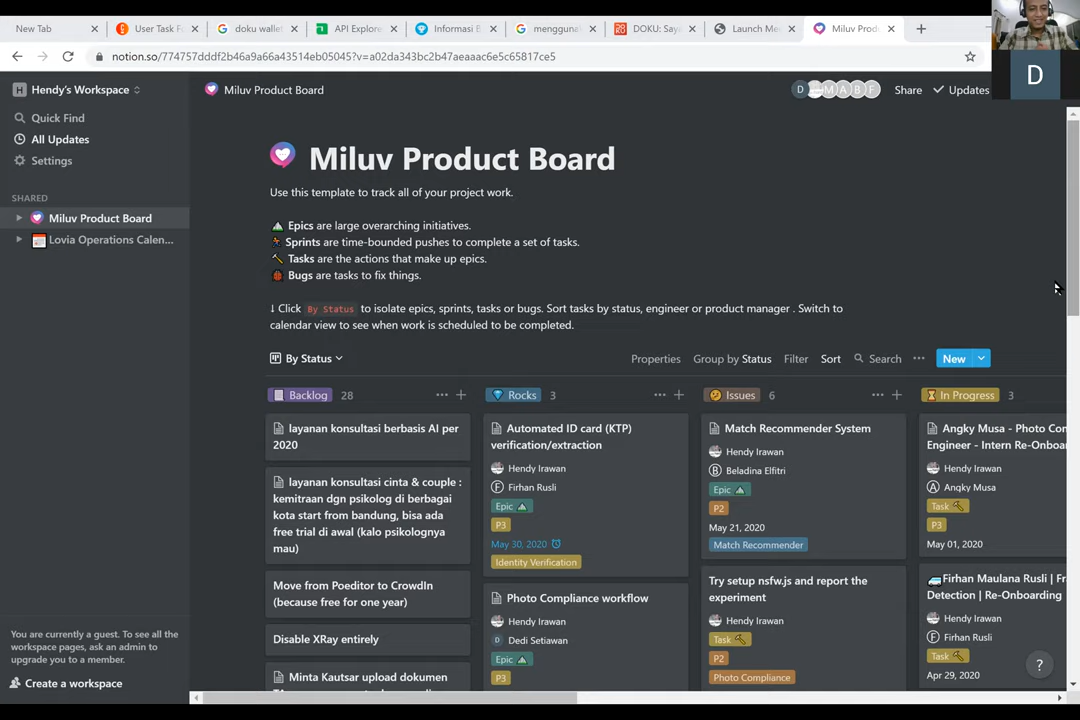 New Tab
User Task Fl
doku wallet
API Explore
Informasi B
menggunak
DOKU: Say
Launch Me
Miluv Produ
notion.so/774757dddf2b46a9a66a43514eb05045?v=a02da343bc2b47aeaaac6e5c65817ce5
D
H Hendy's Workspace
Quick Find
All Updates
Settings
SHARED
Miluv Product Board
Lovia Operations Calen...
You are currently a guest. To see all the
workspace pages, ask an admin to
upgrade you to a member.
Create a workspace
Miluv Product Board
D M A B F Share Updates
Miluv Product Board
Use this template to track all of your project work.
Epics are large overarching initiatives.
Sprints are time-bounded pushes to complete a set of tasks.
Tasks are the actions that make up epics.
Bugs are tasks to fix things.
↓ Click By Status to isolate epics, sprints, tasks or bugs. Sort tasks by status, engineer or product manager . Switch to
calendar view to see when work is scheduled to be completed.
By Status Properties Group by Status Filter Sort Search ••• New
Backlog 28
layanan konsultasi berbasis AI per
2020
layanan konsultasi cinta & couple :
kemitraan dgn psikolog di berbagai
kota start from bandung, bisa ada
free trial di awal (kalo psikolognya
mau)
Move from Poeditor to CrowdIn
(because free for one year)
Disable XRay entirely
Minta Kautsar upload dokumen
Rocks 3
Automated ID card (KTP)
verification/extraction
Hendy Irawan
F Firhan Rusli
Epic
P3
May 30, 2020
Identity Verification
Photo Compliance workflow
Hendy Irawan
D Dedi Setiawan
Epic
P3
Issues 6
Match Recommender System
Hendy Irawan
B Beladina Elfitri
Epic
P2
May 21, 2020
Match Recommender
Try setup nsfw.js and report the
experiment
Hendy Irawan
Task
P2
Photo Compliance
In Progress 3
Angky Musa - Photo Com
Engineer - Intern Re-Onboar
Hendy Irawan
A Angky Musa
Task
P3
May 01, 2020
Firhan Maulana Rusli | Fra
Detection | Re-Onboarding
Hendy Irawan
F Firhan Rusli
Task
Apr 29, 2020
?